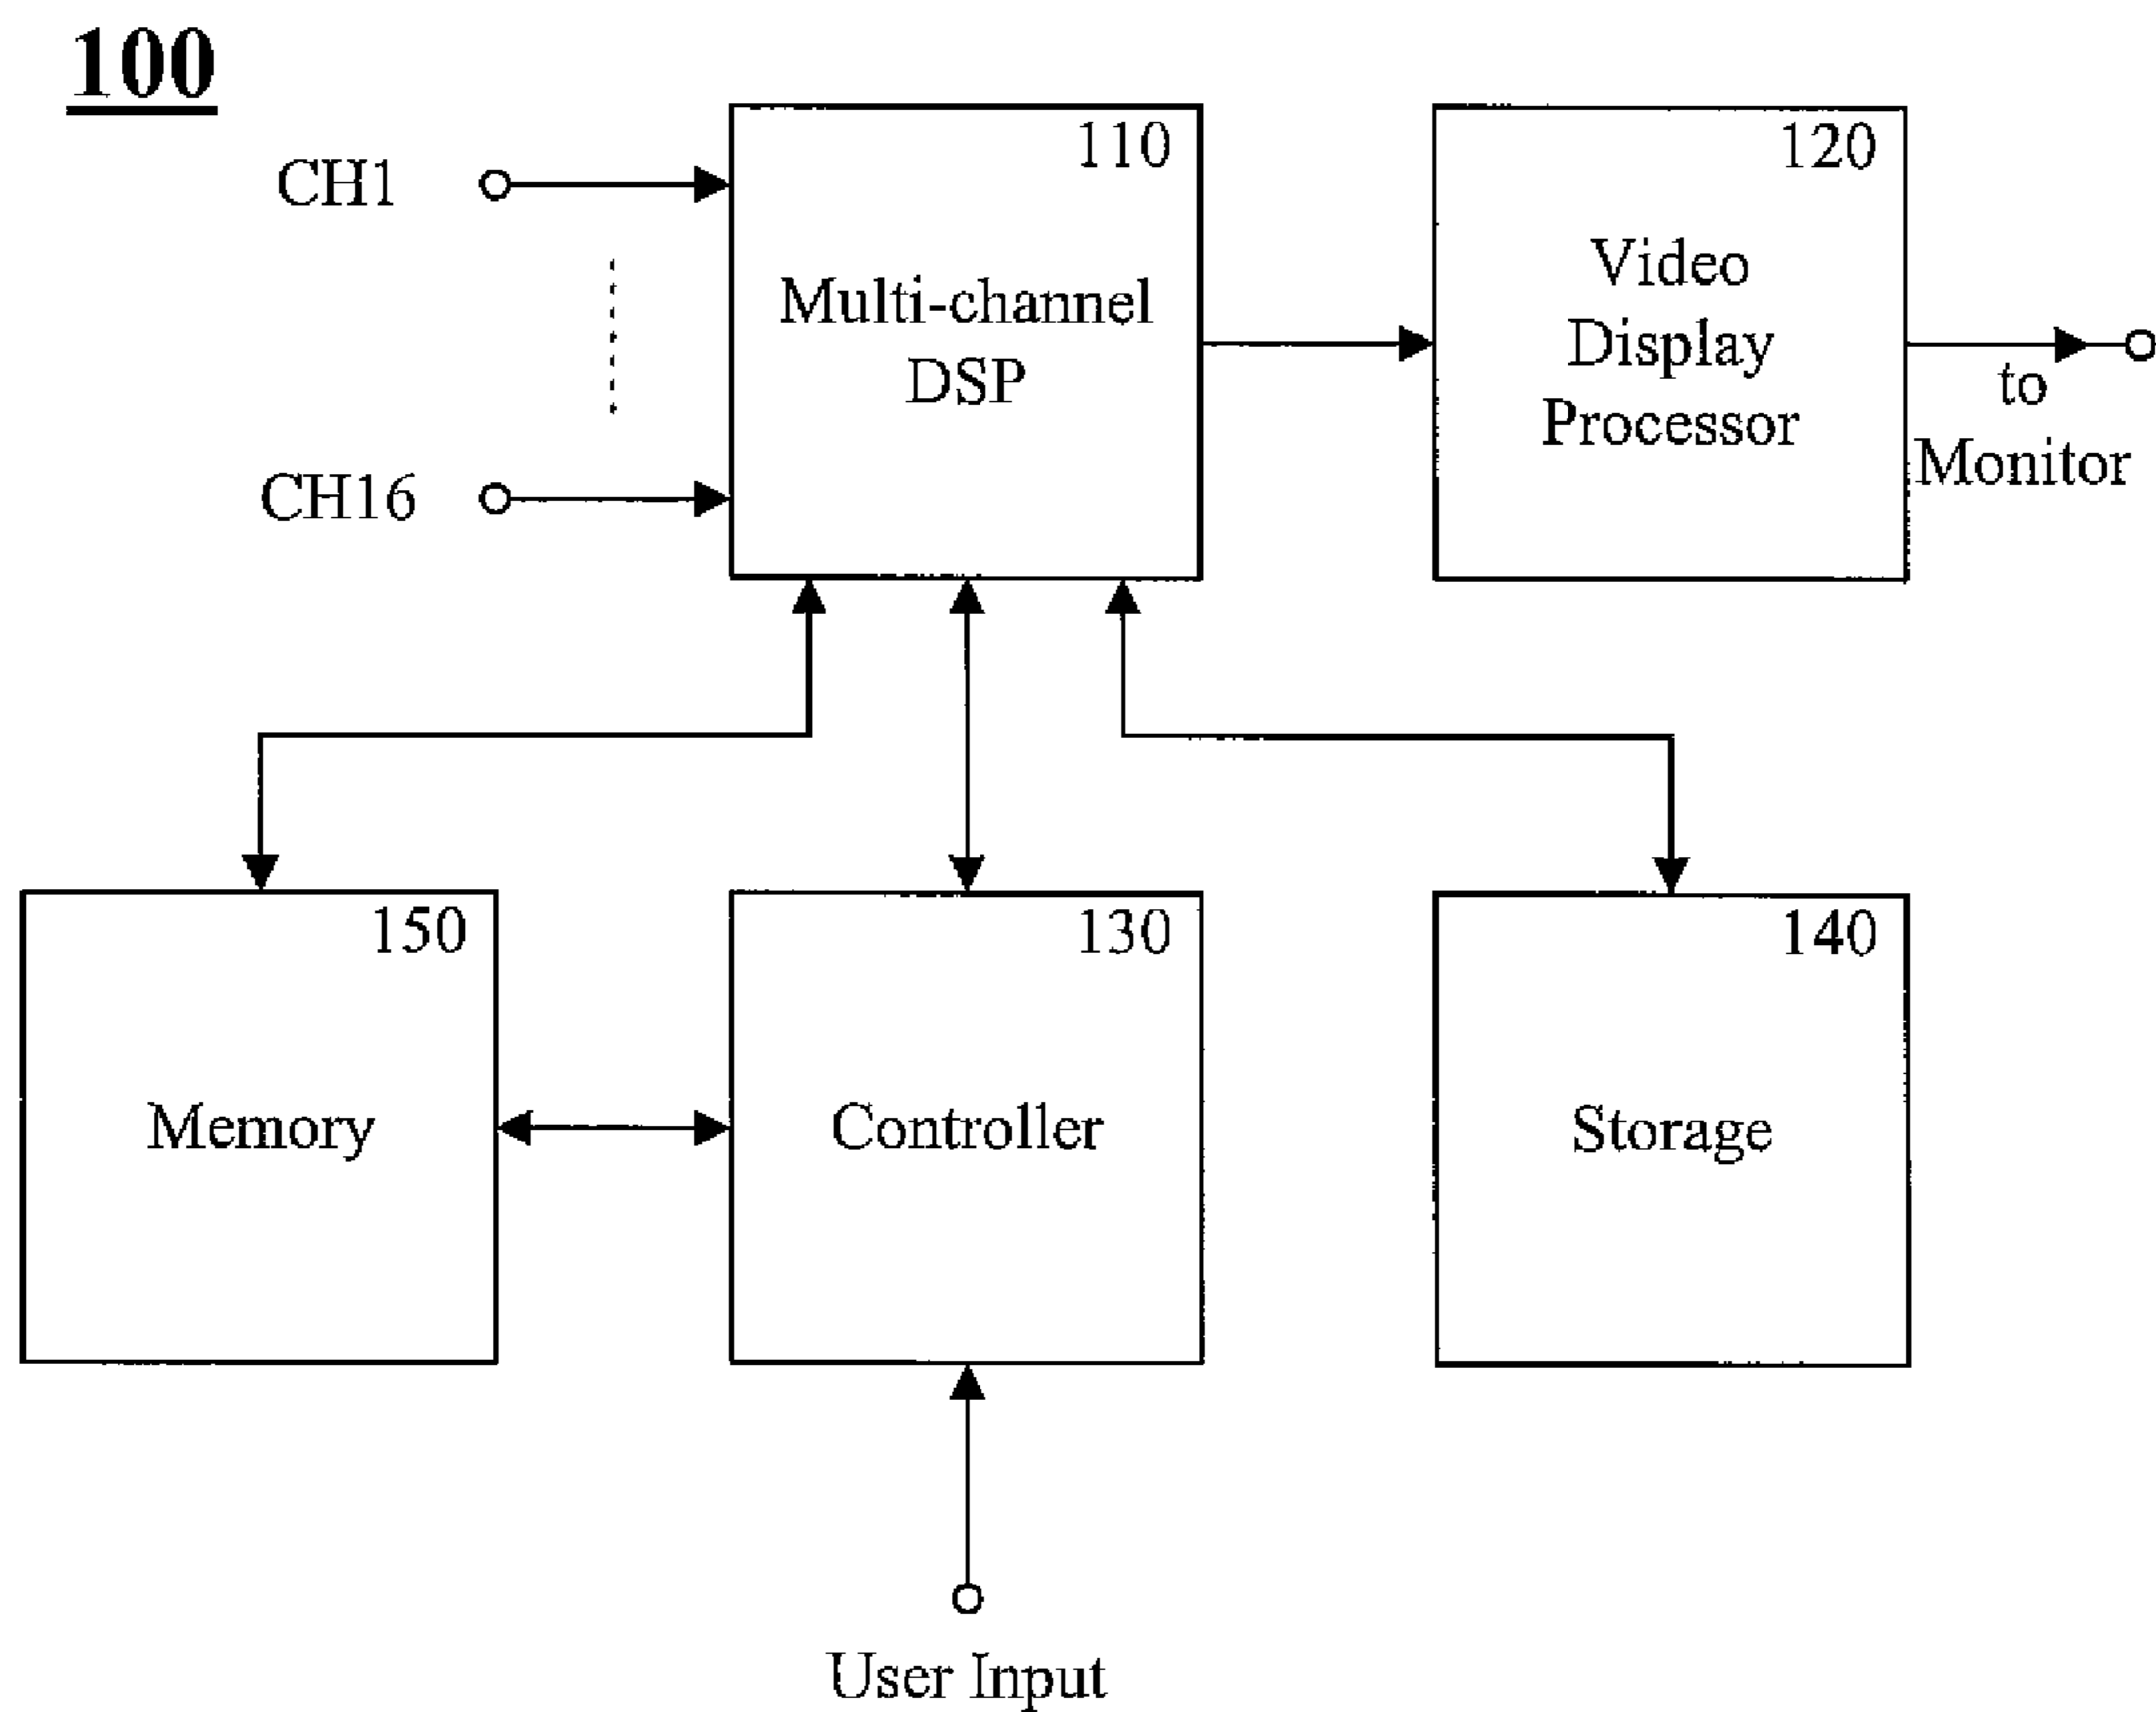 100
CH1
CH16
110
Multi-channel
DSP
120
Video
Display
Processor
to
Monitor
150
Memory
130
Controller
140
Storage
User Input